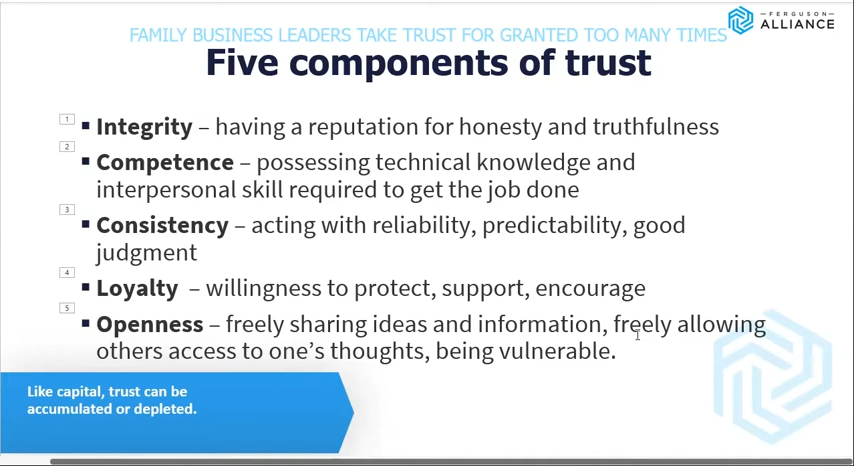 FAMILY BUSINESS LEADERS TAKE TRUST FOR GRANTED TOO MANY TIMES
FERGUSON
ALLIANCE
Five components of trust
1
▪ Integrity – having a reputation for honesty and truthfulness
2
▪ Competence – possessing technical knowledge and
interpersonal skill required to get the job done
3
▪ Consistency – acting with reliability, predictability, good
judgment
4
▪ Loyalty – willingness to protect, support, encourage
5
▪ Openness – freely sharing ideas and information, freely allowing
others access to one’s thoughts, being vulnerable.
Like capital, trust can be
accumulated or depleted.